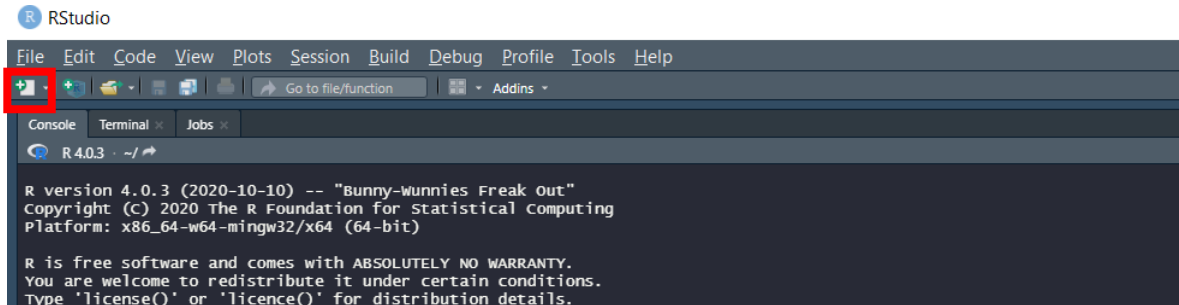 RStudio
File Edit Code View Plots Session Build Debug Profile Tools Help
Go to file/function Addins
Console Terminal Jobs
R 4.0.3 · ~/
R version 4.0.3 (2020-10-10) -- "Bunny-Wunnies Freak Out"
Copyright (C) 2020 The R Foundation for Statistical Computing
Platform: x86_64-w64-mingw32/x64 (64-bit)
R is free software and comes with ABSOLUTELY NO WARRANTY.
You are welcome to redistribute it under certain conditions.
Type 'license()' or 'licence()' for distribution details.